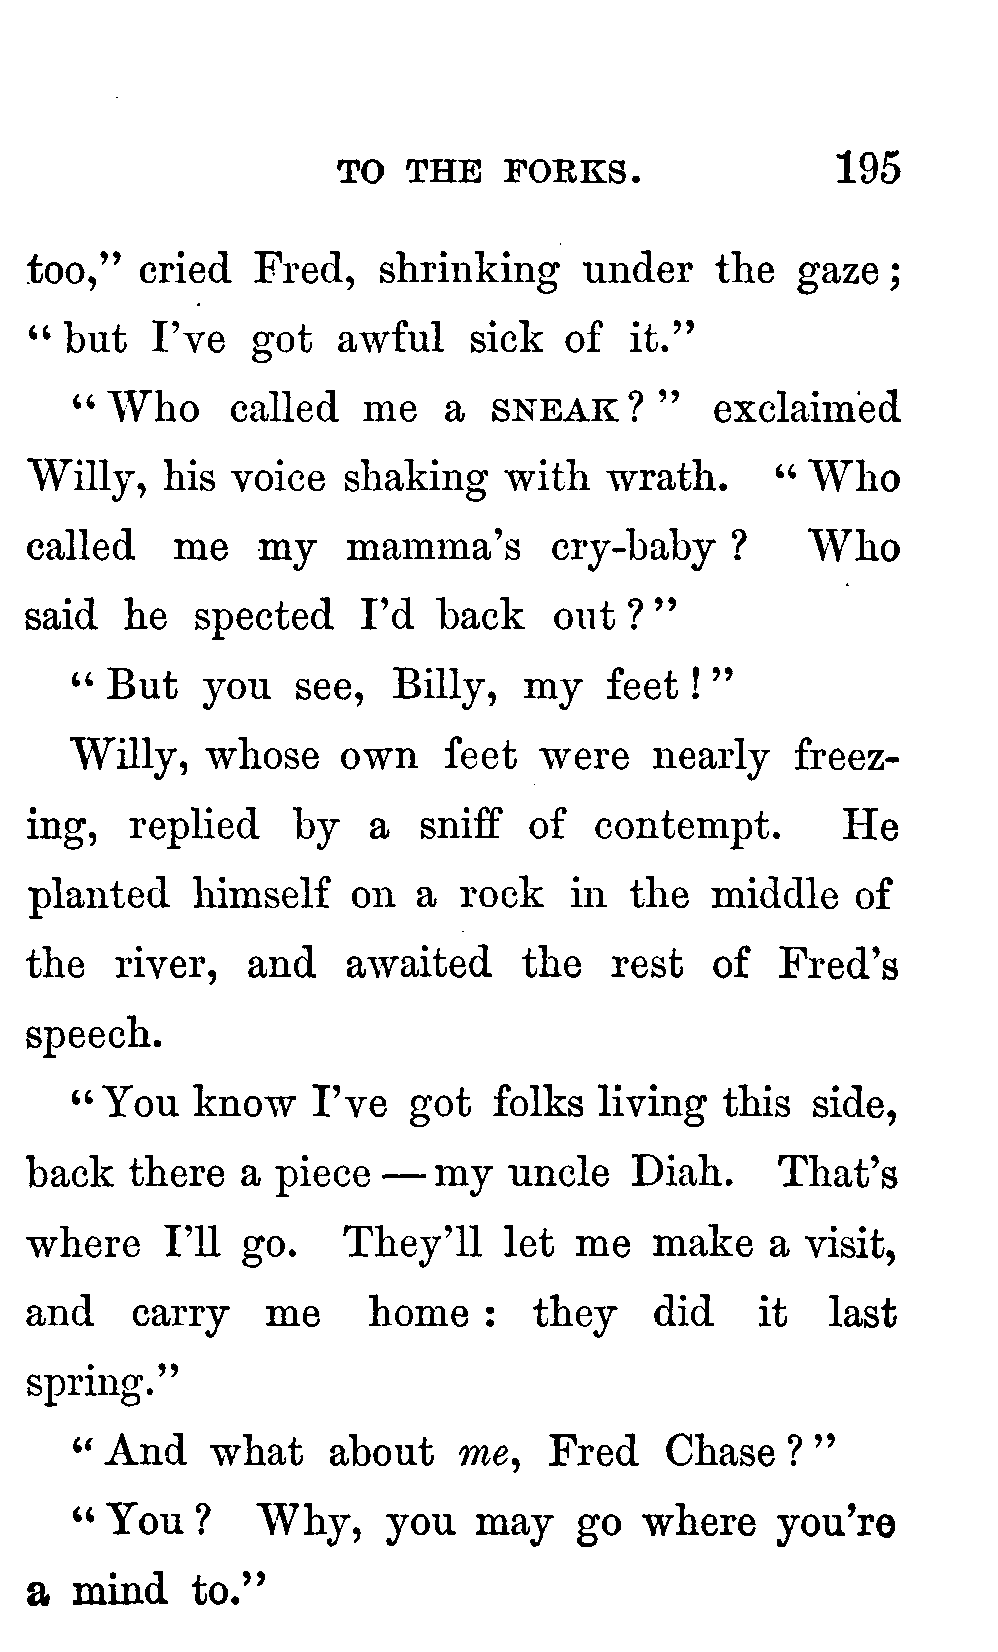 TO THE FORKS. 195
too,” cried Fred, shrinking under the gaze;
“but I’ve got awful sick of it.”
“Who called me a SNEAK?” exclaimed
Willy, his voice shaking with wrath. “Who
called me my mamma’s cry-baby? Who
said he spected I’d back out?”
“But you see, Billy, my feet!”
Willy, whose own feet were nearly freez-
ing, replied by a sniff of contempt. He
planted himself on a rock in the middle of
the river, and awaited the rest of Fred’s
speech.
“You know I’ve got folks living this side,
back there a piece — my uncle Diah. That’s
where I’ll go. They’ll let me make a visit,
and carry me home: they did it last
spring.”
“And what about me, Fred Chase?”
“You? Why, you may go where you’re
a mind to.”